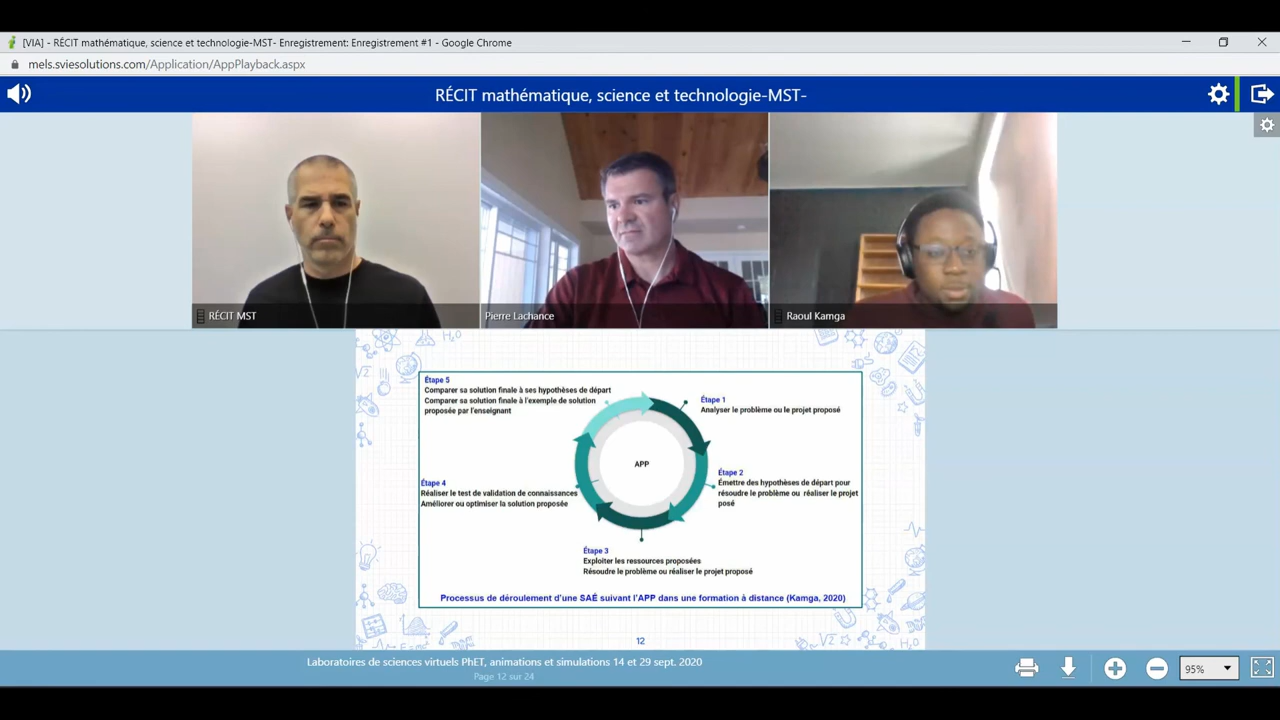 [VIA] - RÉCIT mathématique, science et technologie-MST- Enregistrement: Enregistrement #1 - Google Chrome
mels.sviesolutions.com/Application/AppPlayback.aspx
RÉCIT mathématique, science et technologie-MST-
RÉCIT MST
Pierre Lachance
Raoul Kamga
H₂O
√2
Étape 5
Comparer sa solution finale à ses hypothèses de départ
Comparer sa solution finale à l'exemple de solution
proposée par l'enseignant
Étape 1
Analyser le problème ou le projet proposé
APP
Étape 2
Émettre des hypothèses de départ pour
résoudre le problème ou réaliser le projet
posé
Étape 4
Réaliser le test de validation de connaissances
Améliorer ou optimiser la solution proposée
Étape 3
Exploiter les ressources proposées
Résoudre le problème ou réaliser le projet proposé
Processus de déroulement d'une SAÉ suivant l'APP dans une formation à distance (Kamga, 2020)
√2
H₂O
12
Laboratoires de sciences virtuels PhET, animations et simulations 14 et 29 sept. 2020
Page 12 sur 24
95%